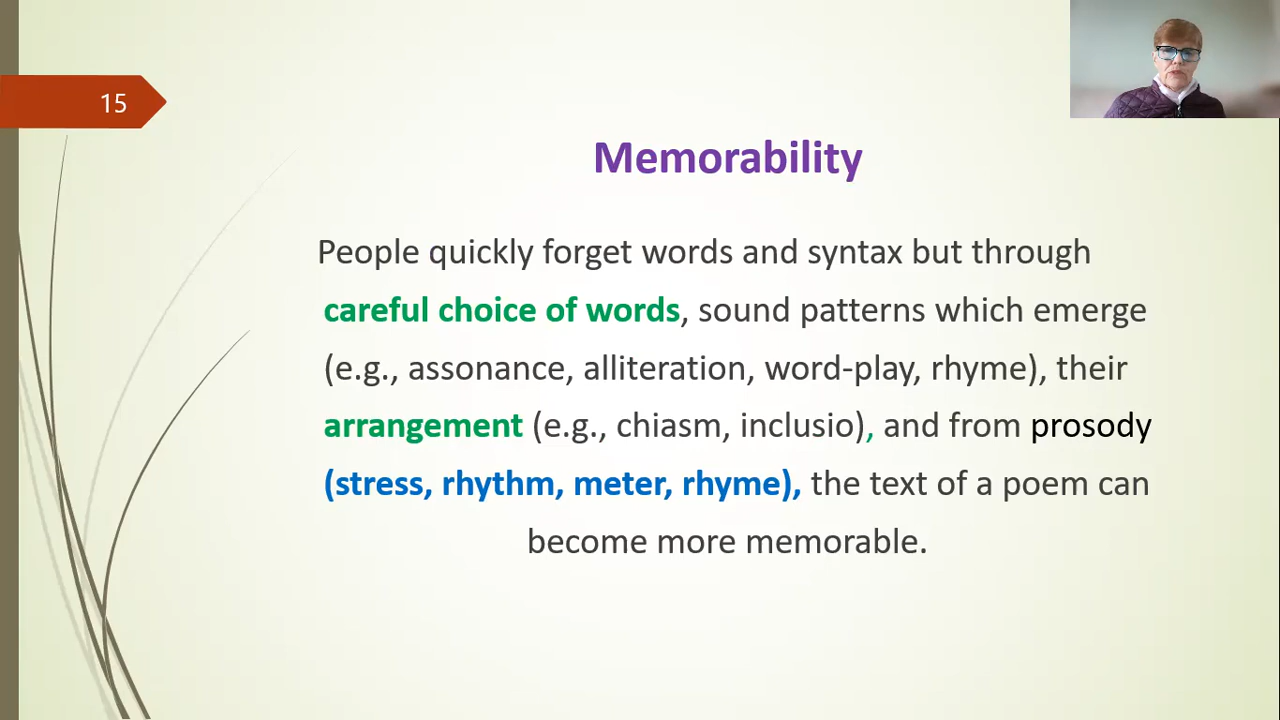 15
Memorability
People quickly forget words and syntax but through
careful choice of words, sound patterns which emerge
(e.g., assonance, alliteration, word-play, rhyme), their
arrangement (e.g., chiasm, inclusio), and from prosody
(stress, rhythm, meter, rhyme), the text of a poem can
become more memorable.